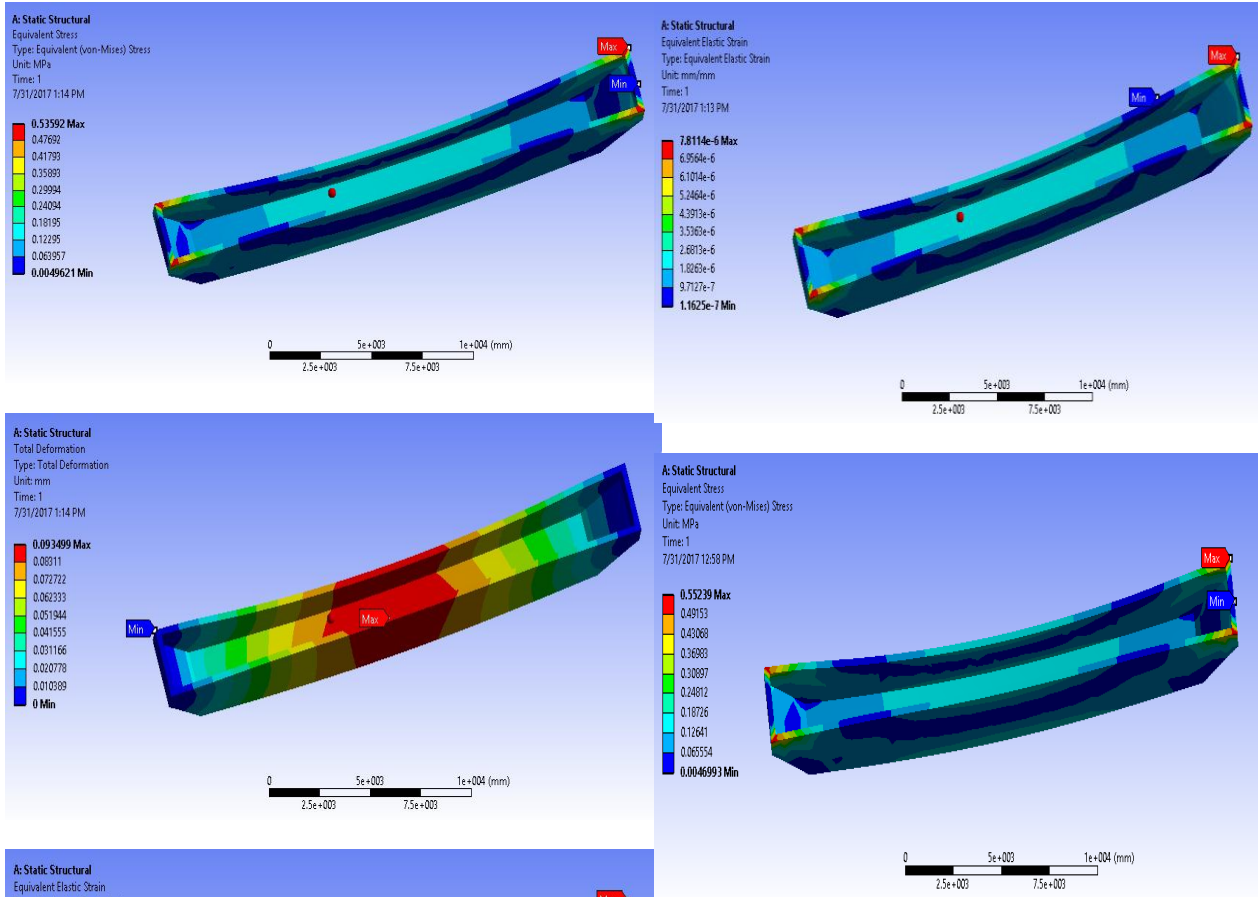 A: Static Structural
Equivalent Stress
Type: Equivalent (von-Mises) Stress
Unit: MPa
Time: 1
7/31/2017 1:14 PM
0.53592 Max
0.47692
0.41793
0.35893
0.29994
0.24094
0.18195
0.12295
0.063957
0.0049621 Min
Max
Min
0 5e+003 1e+004 (mm)
2.5e+003 7.5e+003
A: Static Structural
Equivalent Elastic Strain
Type: Equivalent Elastic Strain
Unit: mm/mm
Time: 1
7/31/2017 1:13 PM
7.8114e-6 Max
6.9564e-6
6.1014e-6
5.2464e-6
4.3913e-6
3.5363e-6
2.6813e-6
1.8263e-6
9.7127e-7
1.1625e-7 Min
Max
Min
0 5e+003 1e+004 (mm)
2.5e+003 7.5e+003
A: Static Structural
Total Deformation
Type: Total Deformation
Unit: mm
Time: 1
7/31/2017 1:14 PM
0.093499 Max
0.08311
0.072722
0.062333
0.051944
0.041555
0.031166
0.020778
0.010389
0 Min
Min
Max
0 5e+003 1e+004 (mm)
2.5e+003 7.5e+003
A: Static Structural
Equivalent Stress
Type: Equivalent (von-Mises) Stress
Unit: MPa
Time: 1
7/31/2017 12:58 PM
0.55239 Max
0.49153
0.43068
0.36983
0.30897
0.24812
0.18726
0.12641
0.065554
0.0046993 Min
Max
Min
0 5e+003 1e+004 (mm)
2.5e+003 7.5e+003
A: Static Structural
Equivalent Elastic Strain